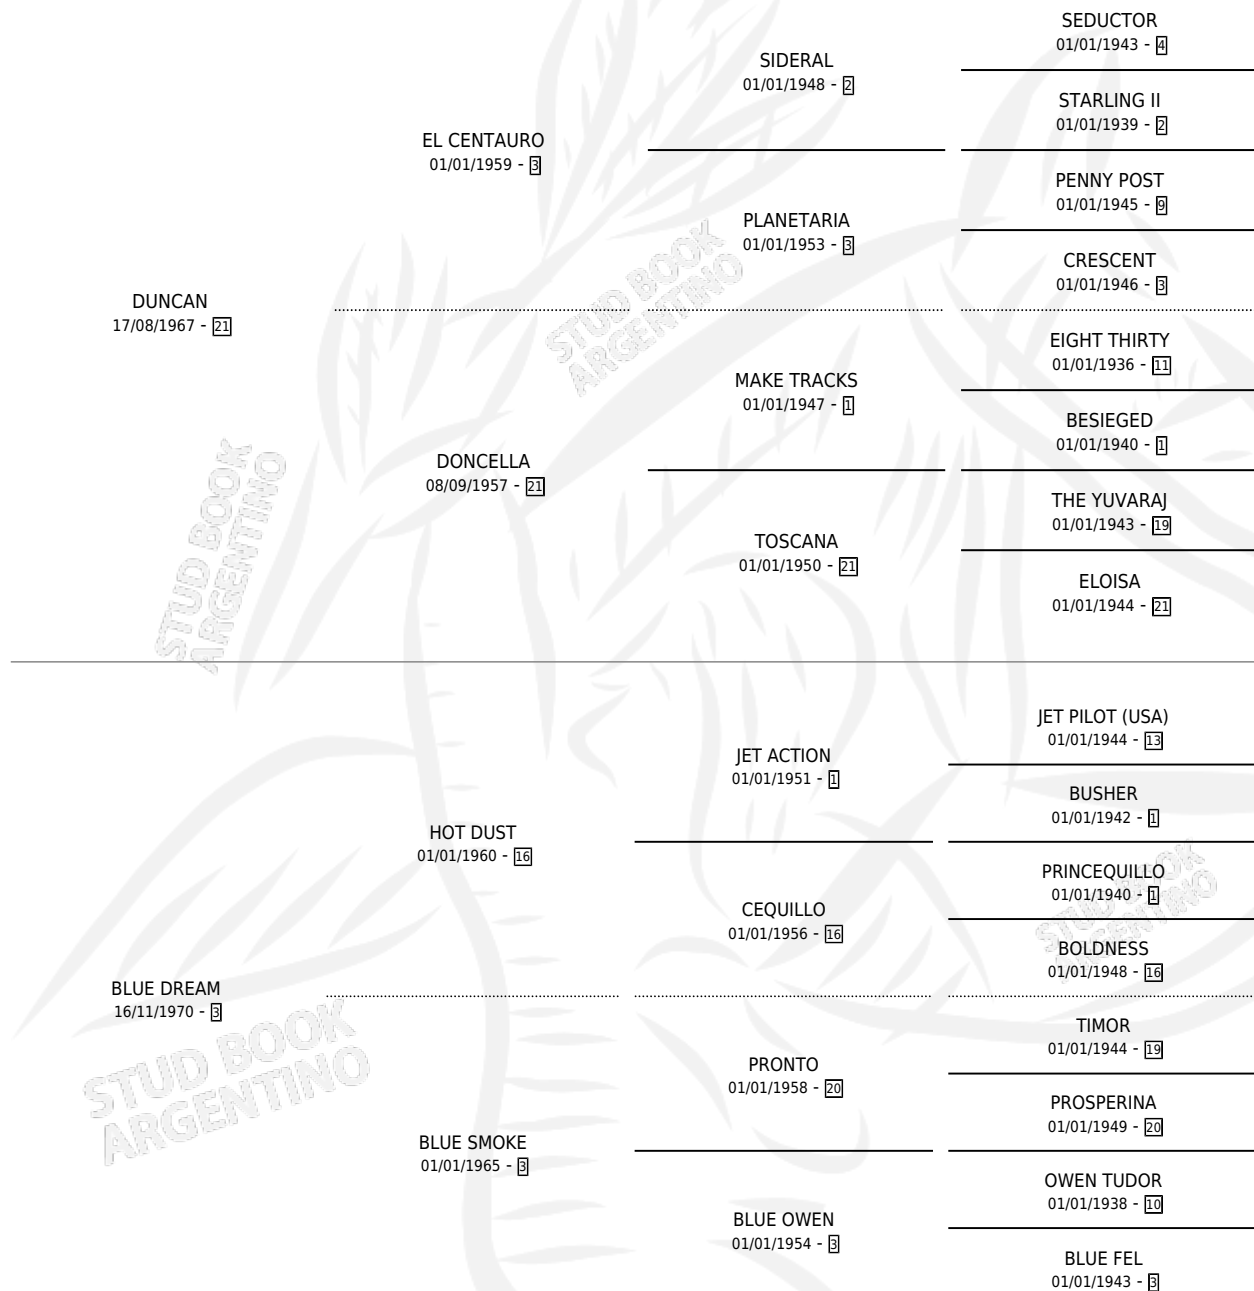 SEDUCTOR
01/01/1943 - 4
SIDERAL
01/01/1948 - 2
STARLING II
01/01/1939 - 2
EL CENTAURO
01/01/1959 - 3
PENNY POST
01/01/1945 - 9
PLANETARIA
01/01/1953 - 3
CRESCENT
01/01/1946 - 3
DUNCAN
17/08/1967 - 21
EIGHT THIRTY
01/01/1936 - 11
MAKE TRACKS
01/01/1947 - 1
BESIEGED
01/01/1940 - 1
DONCELLA
08/09/1957 - 21
THE YUVARAJ
01/01/1943 - 19
TOSCANA
01/01/1950 - 21
ELOISA
01/01/1944 - 21
STUD BOOK
ARGENTINO
STUD BOOK
ARGENTINO
JET PILOT (USA)
01/01/1944 - 13
JET ACTION
01/01/1951 - 1
BUSHER
01/01/1942 - 1
HOT DUST
01/01/1960 - 16
PRINCEQUILLO
01/01/1940 - 1
CEQUILLO
01/01/1956 - 16
BOLDNESS
01/01/1948 - 16
BLUE DREAM
16/11/1970 - 3
TIMOR
01/01/1944 - 19
PRONTO
01/01/1958 - 20
PROSPERINA
01/01/1949 - 20
BLUE SMOKE
01/01/1965 - 3
OWEN TUDOR
01/01/1938 - 10
BLUE OWEN
01/01/1954 - 3
BLUE FEL
01/01/1943 - 3
STUD BOOK
ARGENTINO
STUD BOOK
ARGENTINO